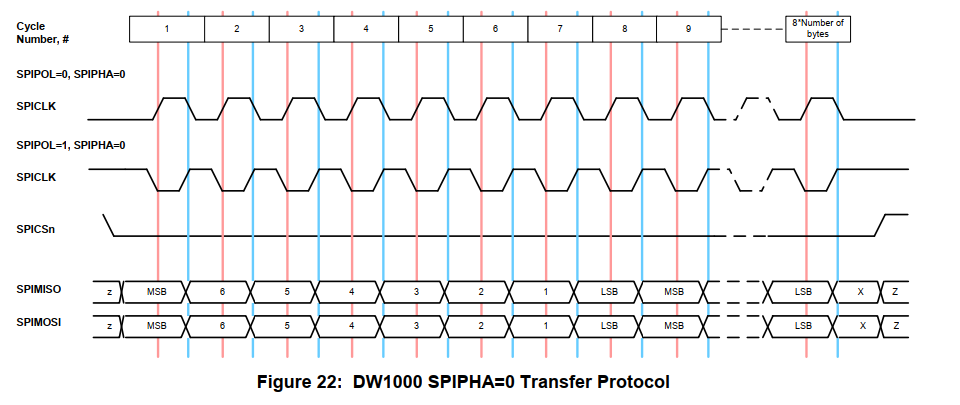 Cycle
Number, #
1 2 3 4 5 6 7 8 9
8*Number of
bytes
SPIPOL=0, SPIPHA=0
SPICLK
SPIPOL=1, SPIPHA=0
SPICLK
SPICSn
SPIMISO z MSB 6 5 4 3 2 1 LSB MSB LSB X Z
SPIMOSI z MSB 6 5 4 3 2 1 LSB MSB LSB X Z
Figure 22: DW1000 SPIPHA=0 Transfer Protocol